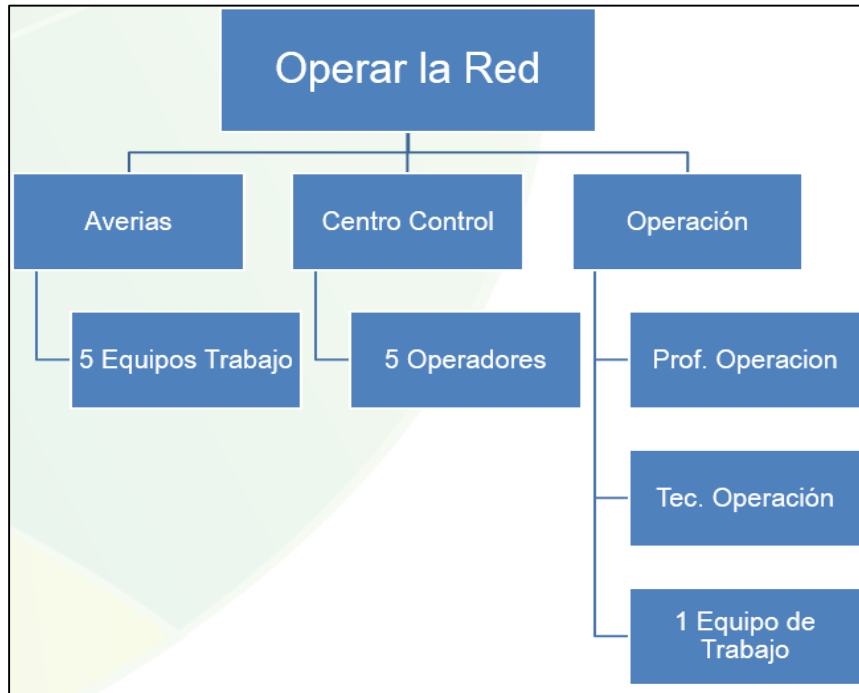 Operar la Red
Averias
Centro Control
Operación
5 Equipos Trabajo
5 Operadores
Prof. Operacion
Tec. Operación
1 Equipo de
Trabajo